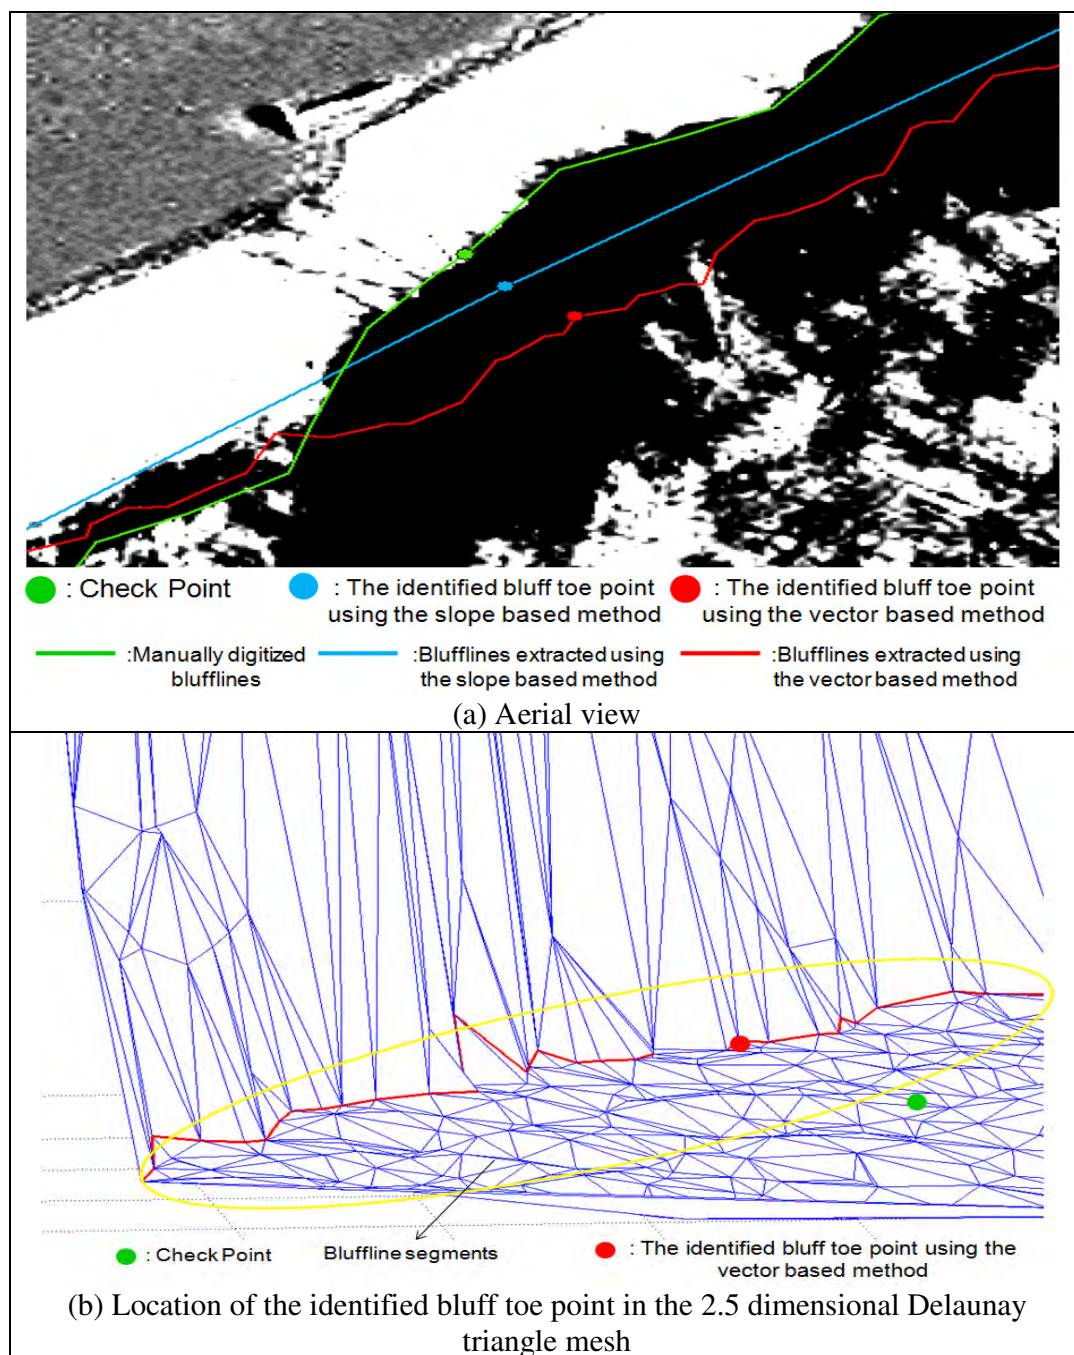 : Check Point
: The identified bluff toe point
using the slope based method
: The identified bluff toe point
using the vector based method
:Manually digitized
blufflines
:Blufflines extracted using
the slope based method
:Blufflines extracted using
the vector based method
(a) Aerial view
: Check Point
Bluffline segments
: The identified bluff toe point using the
vector based method
(b) Location of the identified bluff toe point in the 2.5 dimensional Delaunay
triangle mesh